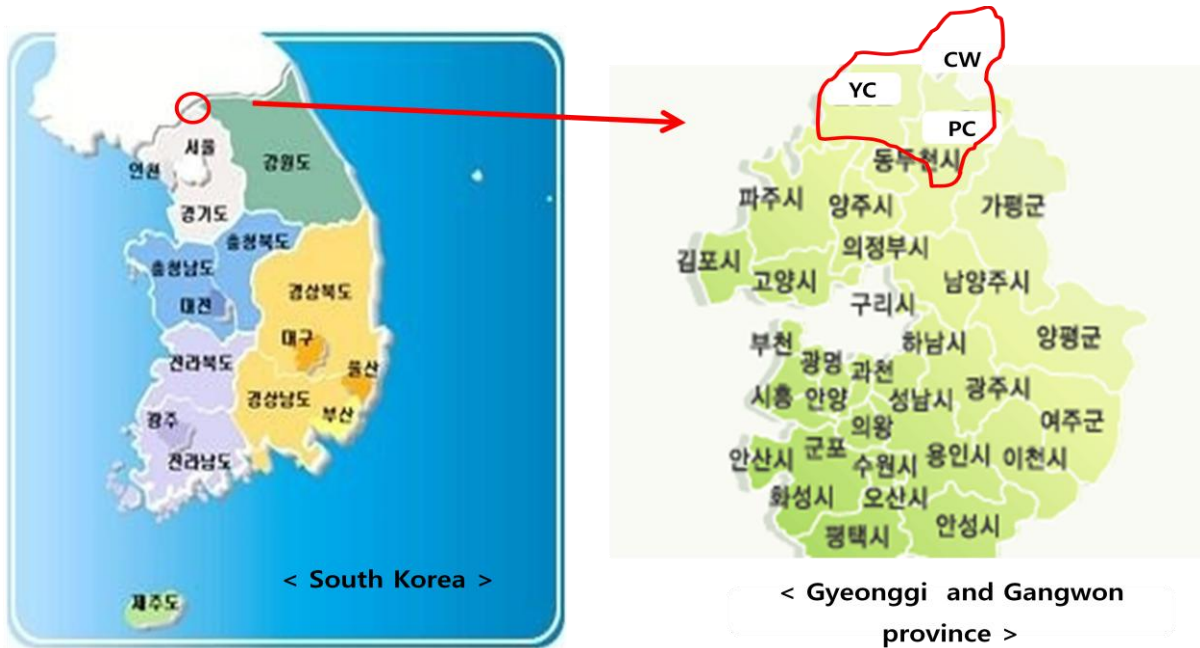 서울
인천
강원도
경기도
충청북도
충청남도
대전
경상북도
대구
전라북도
울산
경상남도
부산
광주
전라남도
제주도
< South Korea >
CW
YC
PC
동두천시
파주시
양주시
가평군
의정부시
김포시
고양시
남양주시
구리시
부천
광명
과천
하남시
양평군
시흥
안양
성남시
광주시
의왕
여주군
안산시
군포
수원시
용인시
이천시
화성시
오산시
안성시
평택시
< Gyeonggi and Gangwon
province >